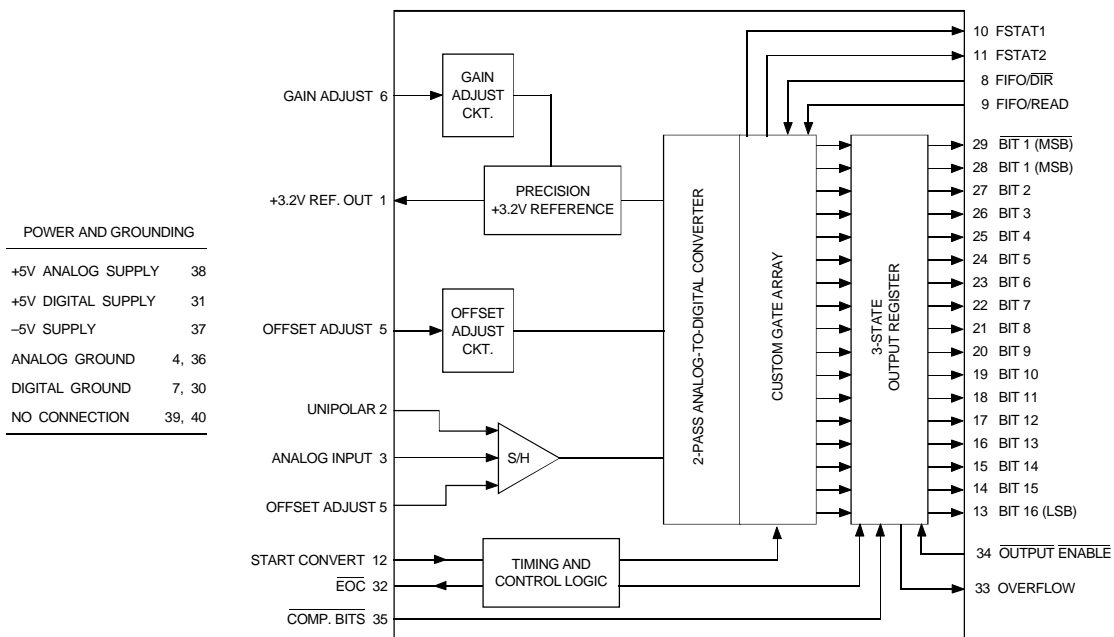 POWER AND GROUNDING
+5V ANALOG SUPPLY 38
+5V DIGITAL SUPPLY 31
–5V SUPPLY 37
ANALOG GROUND 4, 36
DIGITAL GROUND 7, 30
NO CONNECTION 39, 40
GAIN ADJUST 6
+3.2V REF. OUT 1
OFFSET ADJUST 5
UNIPOLAR 2
ANALOG INPUT 3
OFFSET ADJUST 5
START CONVERT 12
EOC 32
COMP. BITS 35
GAIN
ADJUST
CKT.
PRECISION
+3.2V REFERENCE
OFFSET
ADJUST
CKT.
S/H
TIMING AND
CONTROL LOGIC
2-PASS ANALOG-TO-DIGITAL CONVERTER
CUSTOM GATE ARRAY
3-STATE
OUTPUT REGISTER
10 FSTAT1
11 FSTAT2
8 FIFO/DIR
9 FIFO/READ
29 BIT 1 (MSB)
28 BIT 1 (MSB)
27 BIT 2
26 BIT 3
25 BIT 4
24 BIT 5
23 BIT 6
22 BIT 7
21 BIT 8
20 BIT 9
19 BIT 10
18 BIT 11
17 BIT 12
16 BIT 13
15 BIT 14
14 BIT 15
13 BIT 16 (LSB)
34 OUTPUT ENABLE
33 OVERFLOW